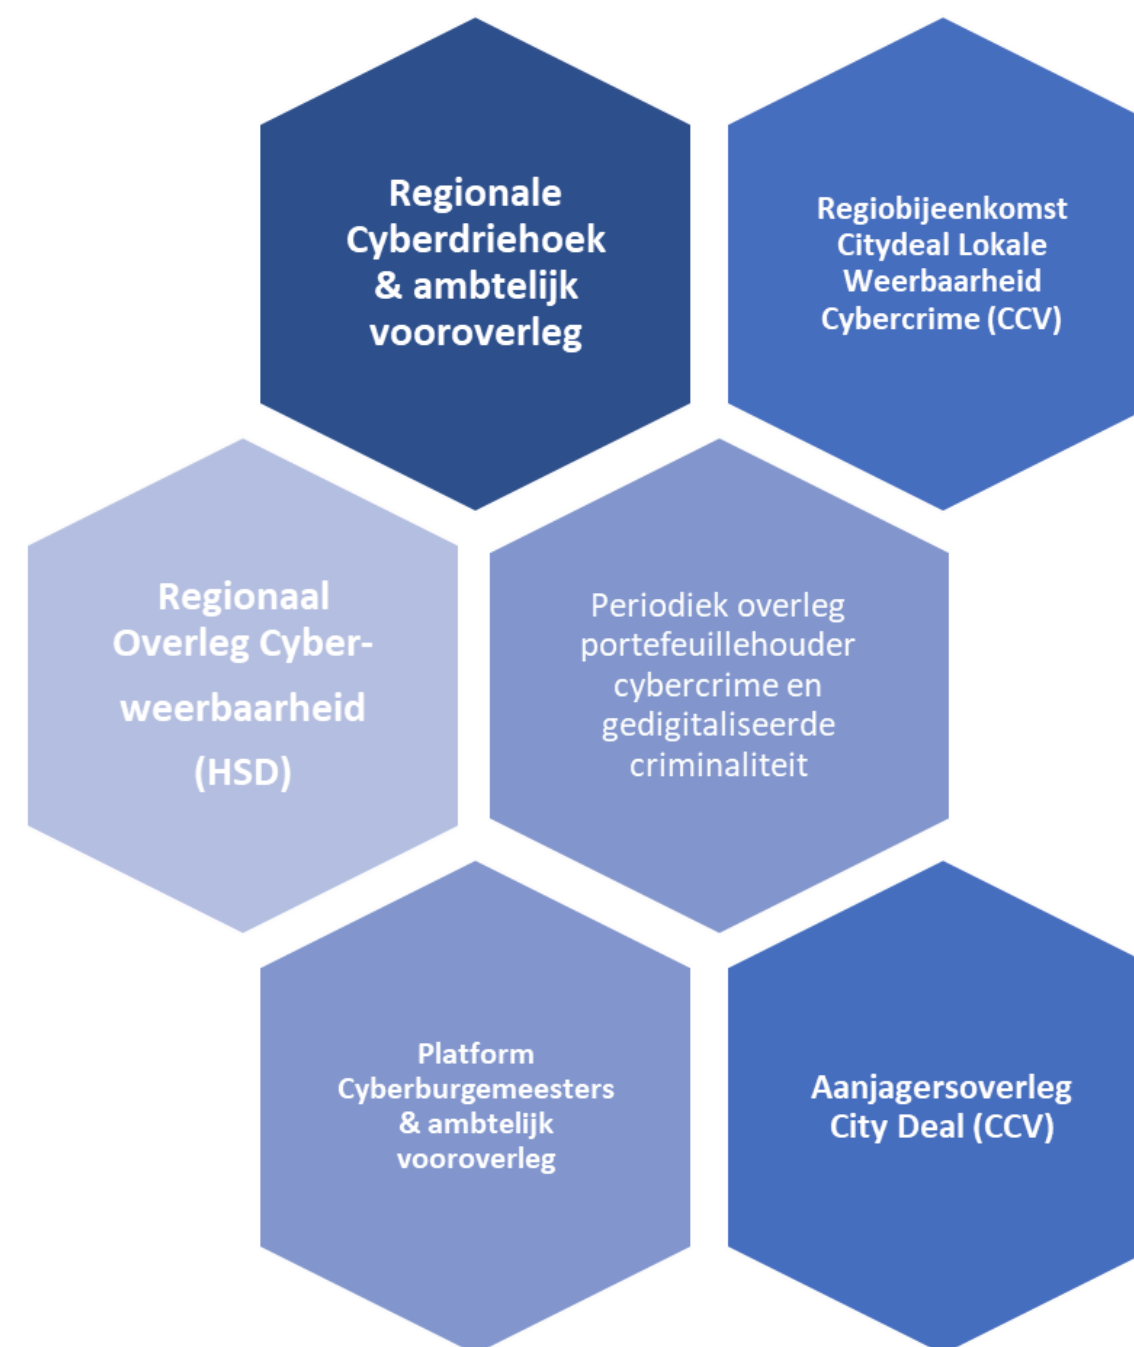 Regionale
Cyberdriehoek
& ambtelijk
vooroverleg
Regiobijeenkomst
Citydeal Lokale
Weerbaarheid
Cybercrime (CCV)
Regionaal
Overleg Cyber-
weerbaarheid
(HSD)
Periodiek overleg
portefeuillehouder
cybercrime en
gedigitaliseerde
criminaliteit
Platform
Cyberburgemeesters
& ambtelijk
vooroverleg
Aanjagersoverleg
City Deal (CCV)